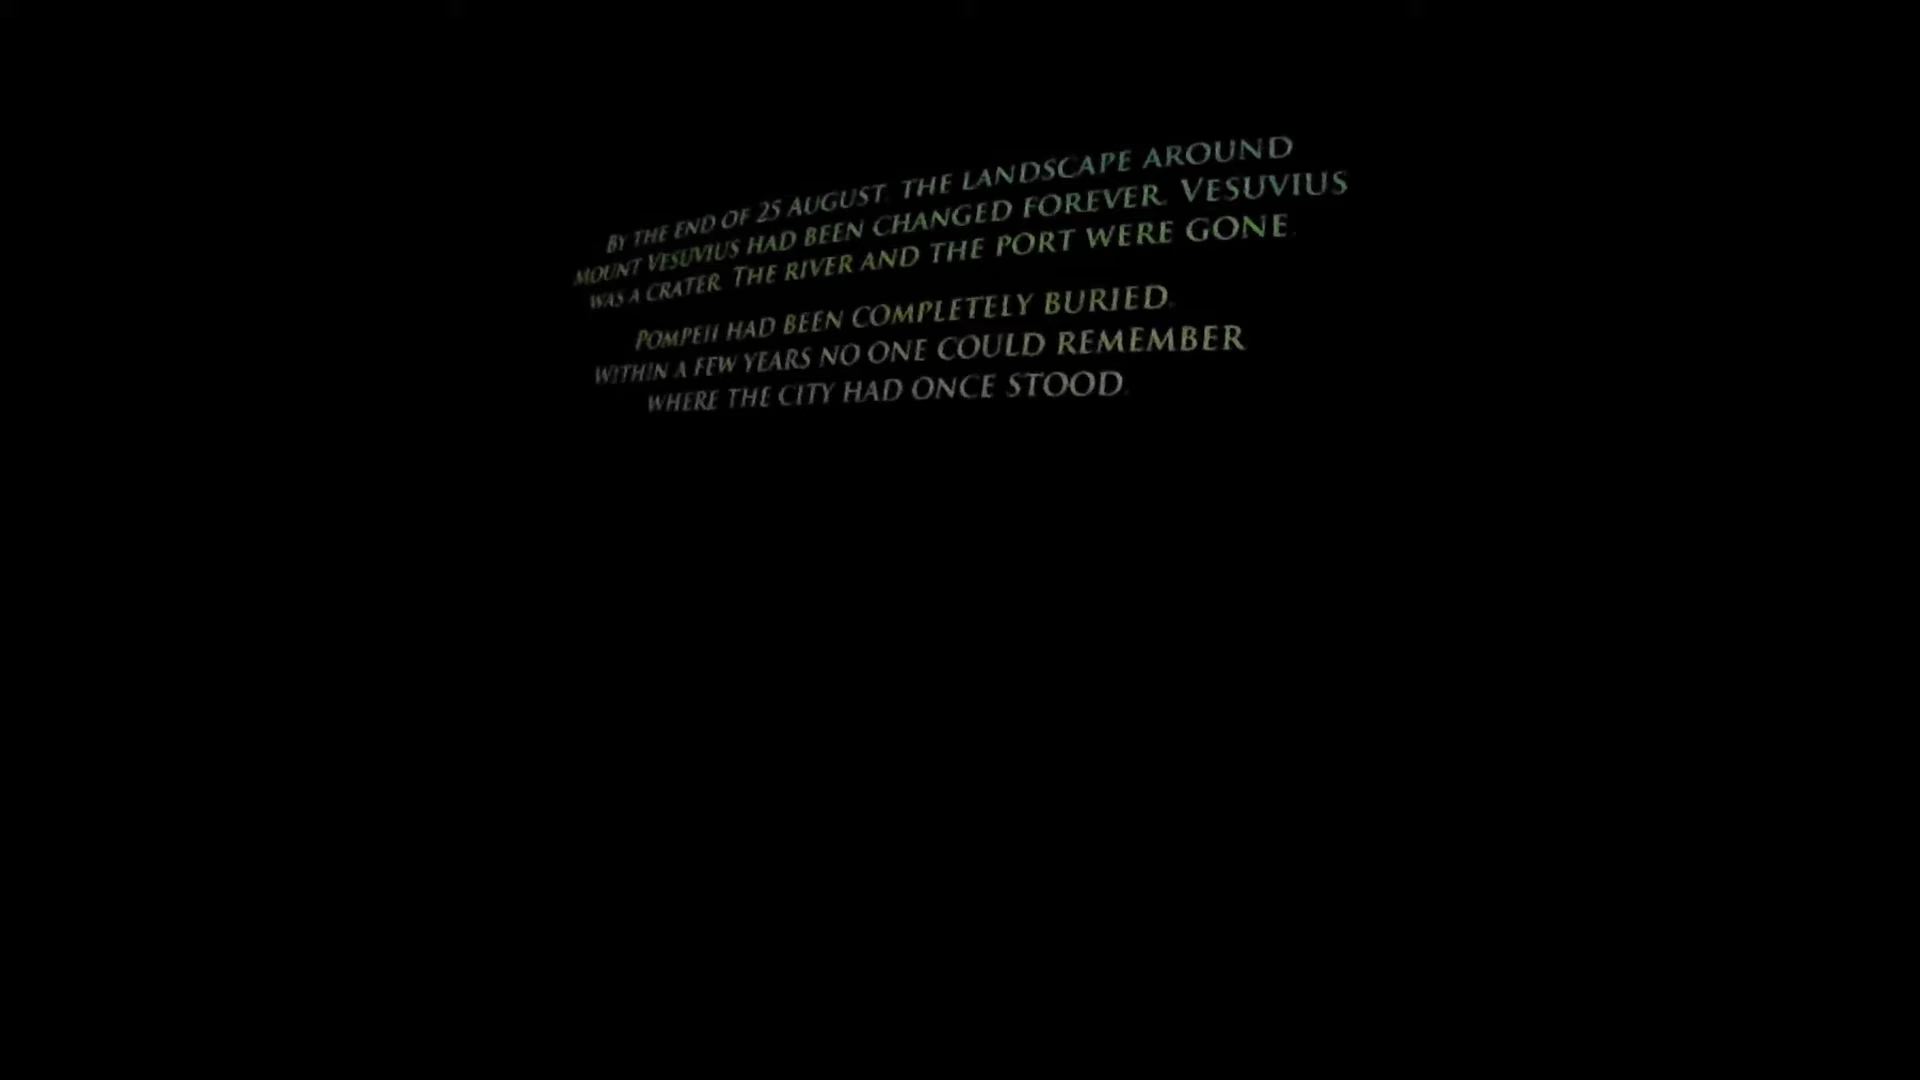 BY THE END OF 25 AUGUST, THE LANDSCAPE AROUND
MOUNT VESUVIUS HAD BEEN CHANGED FOREVER. VESUVIUS
WAS A CRATER. THE RIVER AND THE PORT WERE GONE.
POMPEII HAD BEEN COMPLETELY BURIED.
WITHIN A FEW YEARS NO ONE COULD REMEMBER
WHERE THE CITY HAD ONCE STOOD.